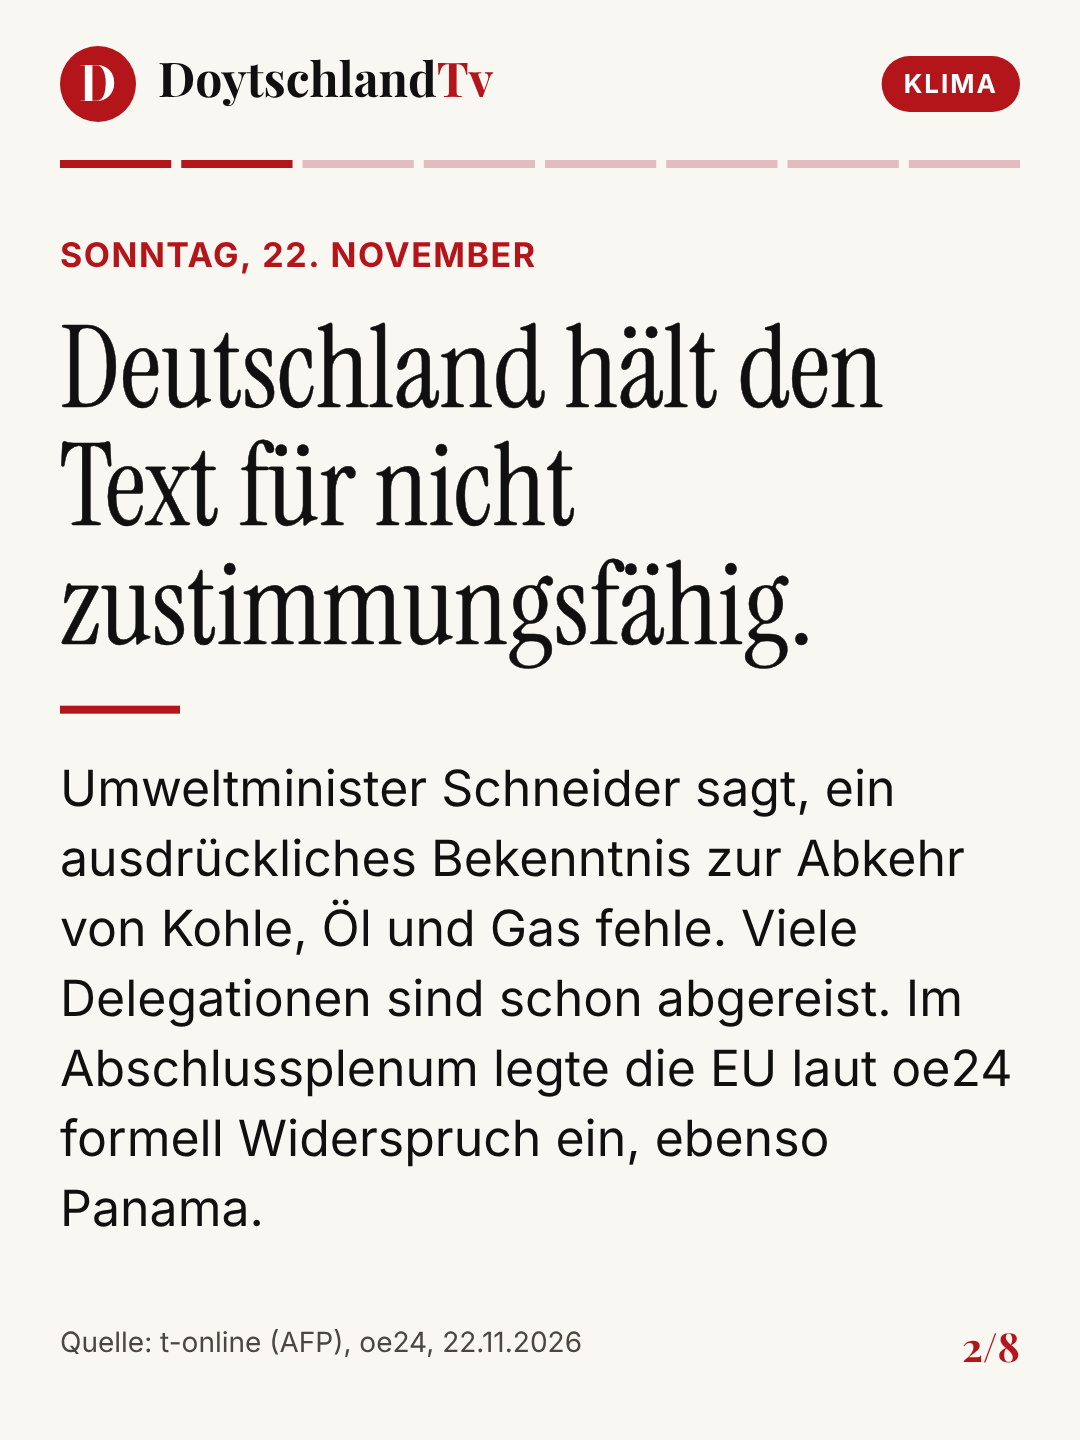 D DoytschlandTv
KLIMA
SONNTAG, 22. NOVEMBER
Deutschland hält den
Text für nicht
zustimmungsfähig.
Umweltminister Schneider sagt, ein
ausdrückliches Bekenntnis zur Abkehr
von Kohle, Öl und Gas fehle. Viele
Delegationen sind schon abgereist. Im
Abschlussplenum legte die EU laut oe24
formell Widerspruch ein, ebenso
Panama.
Quelle: t-online (AFP), oe24, 22.11.2026
2/8